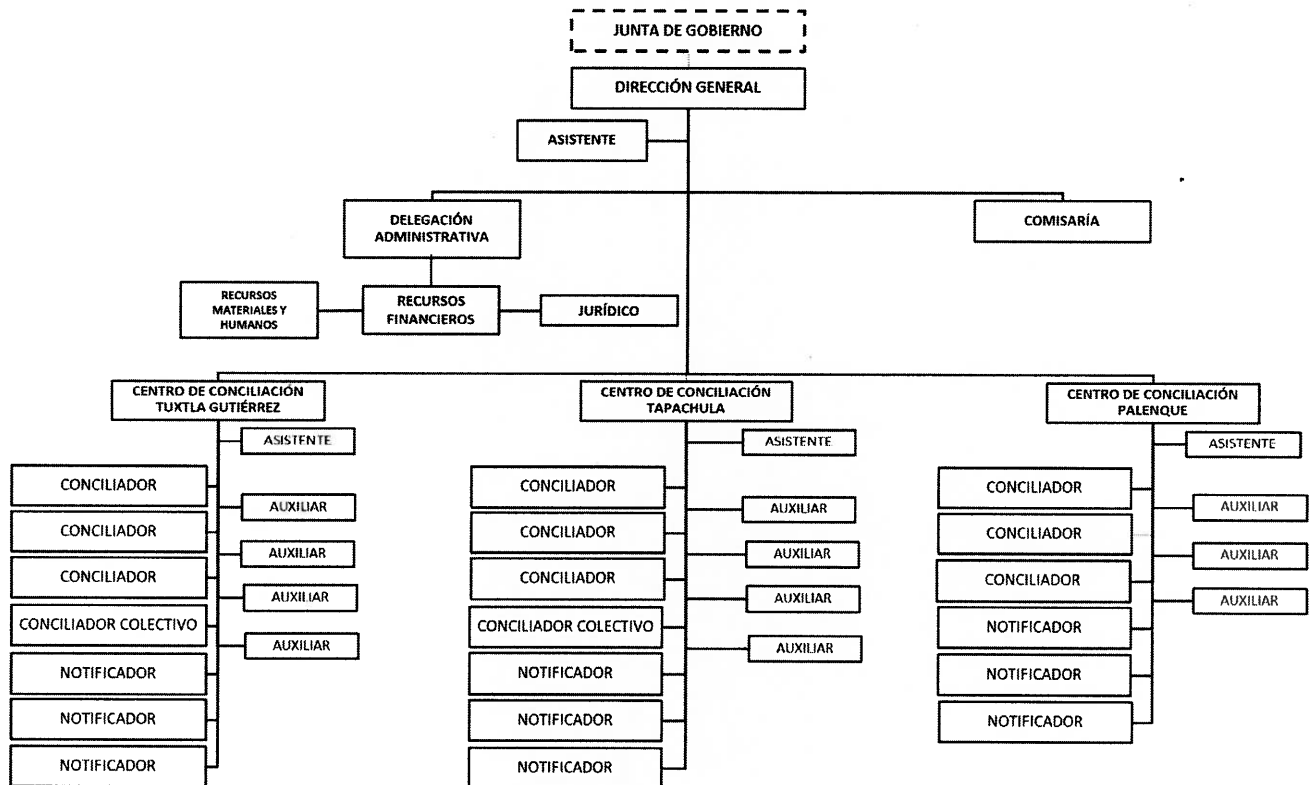 JUNTA DE GOBIERNO
DIRECCIÓN GENERAL
ASISTENTE
DELEGACIÓN
ADMINISTRATIVA
COMISARÍA
RECURSOS
MATERIALES Y
HUMANOS
RECURSOS
FINANCIEROS
JURÍDICO
CENTRO DE CONCILIACIÓN
TUXTLA GUTIÉRREZ
ASISTENTE
CONCILIADOR
AUXILIAR
CONCILIADOR
AUXILIAR
CONCILIADOR
AUXILIAR
CONCILIADOR COLECTIVO
AUXILIAR
NOTIFICADOR
NOTIFICADOR
NOTIFICADOR
CENTRO DE CONCILIACIÓN
TAPACHULA
ASISTENTE
CONCILIADOR
AUXILIAR
CONCILIADOR
AUXILIAR
CONCILIADOR
AUXILIAR
CONCILIADOR COLECTIVO
AUXILIAR
NOTIFICADOR
NOTIFICADOR
NOTIFICADOR
CENTRO DE CONCILIACIÓN
PALENQUE
ASISTENTE
CONCILIADOR
AUXILIAR
CONCILIADOR
AUXILIAR
CONCILIADOR
AUXILIAR
NOTIFICADOR
NOTIFICADOR
NOTIFICADOR